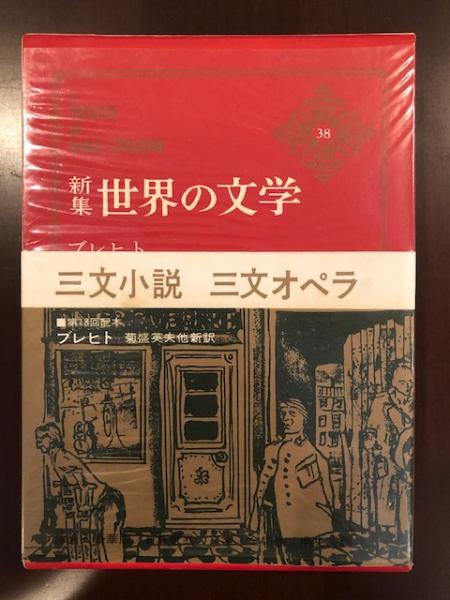 38
新集 世界の文学
ブレヒト
三文小説 三文オペラ
■第18回配本
ブレヒト 菊盛英夫他新訳